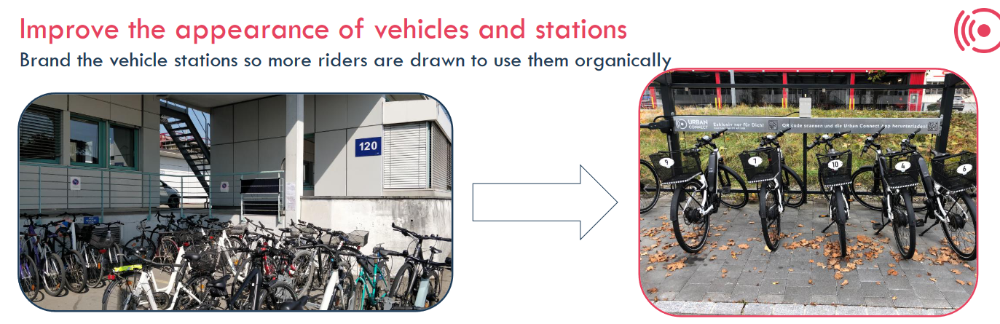 Improve the appearance of vehicles and stations
Brand the vehicle stations so more riders are drawn to use them organically
120
URBAN
CONNECT
Exklusiv nur für Dich!
QR code scannen und die Urban Connect App herunterladen!
9
7
10
4
6